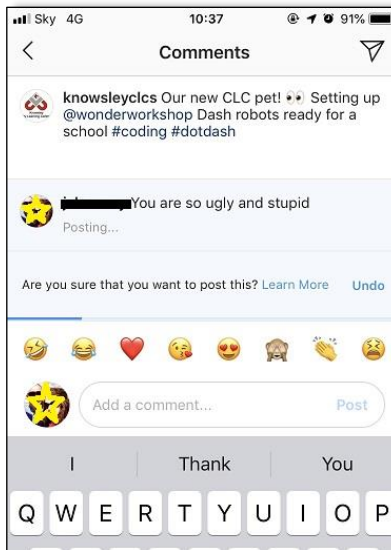 Sky 4G 10:37 91%
Comments
knowsleyclcs Our new CLC pet! 👀 Setting up
@wonderworkshop Dash robots ready for a
school #coding #dotdash
You are so ugly and stupid
Posting...
Are you sure that you want to post this? Learn More Undo
Add a comment... Post
I Thank You
Q W E R T Y U I O P